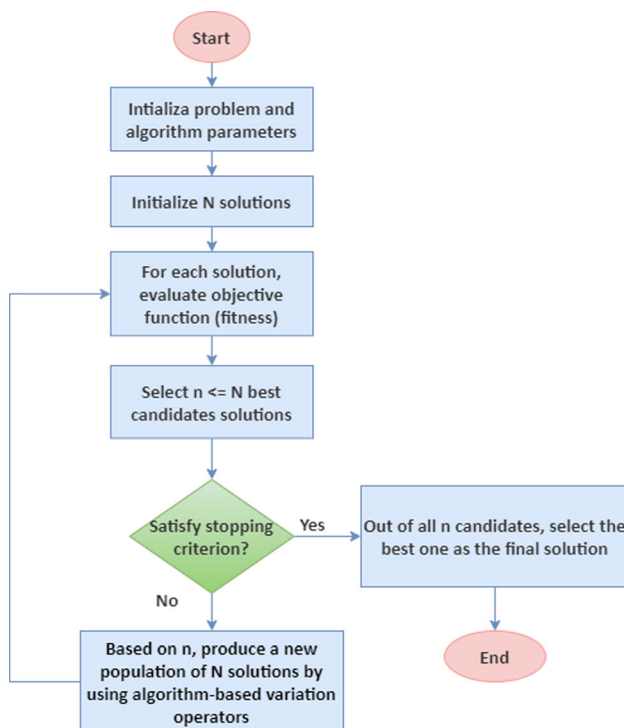 Start
Intializa problem and
algorithm parameters
Initialize N solutions
For each solution,
evaluate objective
function (fitness)
Select n <= N best
candidates solutions
Satisfy stopping
criterion?
Yes
Out of all n candidates, select the
best one as the final solution
No
Based on n, produce a new
population of N solutions by
using algorithm-based variation
operators
End